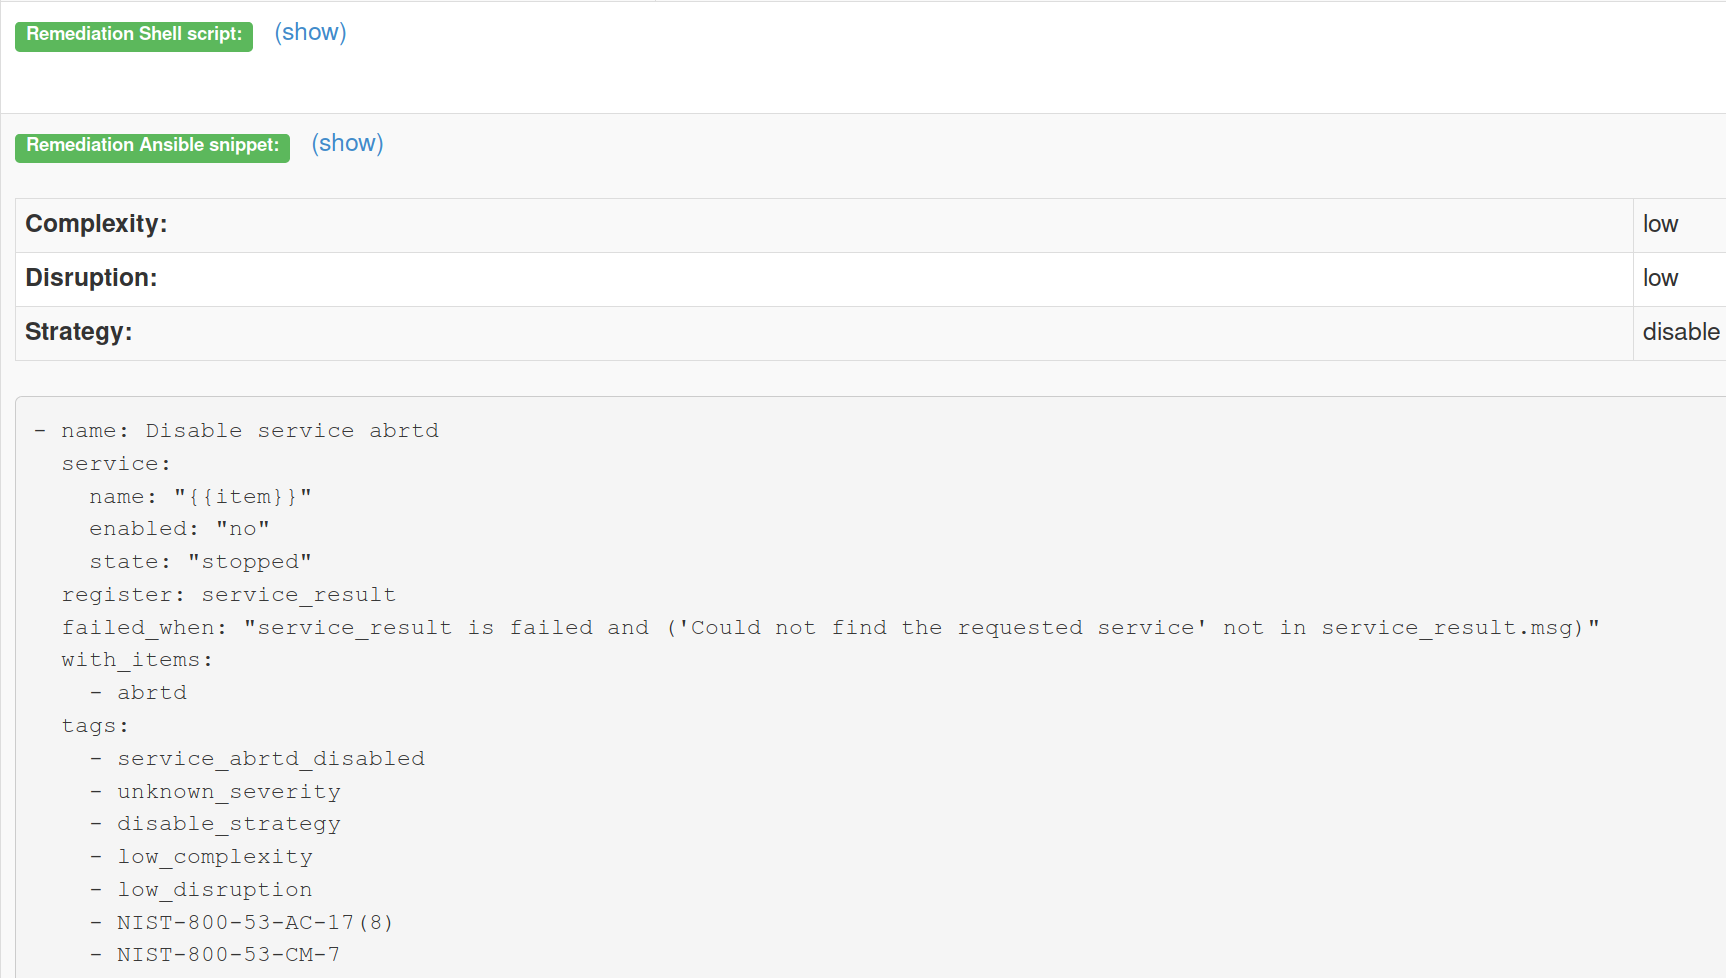 Remediation Shell script: (show)
Remediation Ansible snippet: (show)
Complexity: low
Disruption: low
Strategy: disable
- name: Disable service abrtd
  service:
    name: "{{item}}"
    enabled: "no"
    state: "stopped"
  register: service_result
  failed_when: "service_result is failed and ('Could not find the requested service' not in service_result.msg)"
  with_items:
    - abrtd
  tags:
    - service_abrtd_disabled
    - unknown_severity
    - disable_strategy
    - low_complexity
    - low_disruption
    - NIST-800-53-AC-17(8)
    - NIST-800-53-CM-7